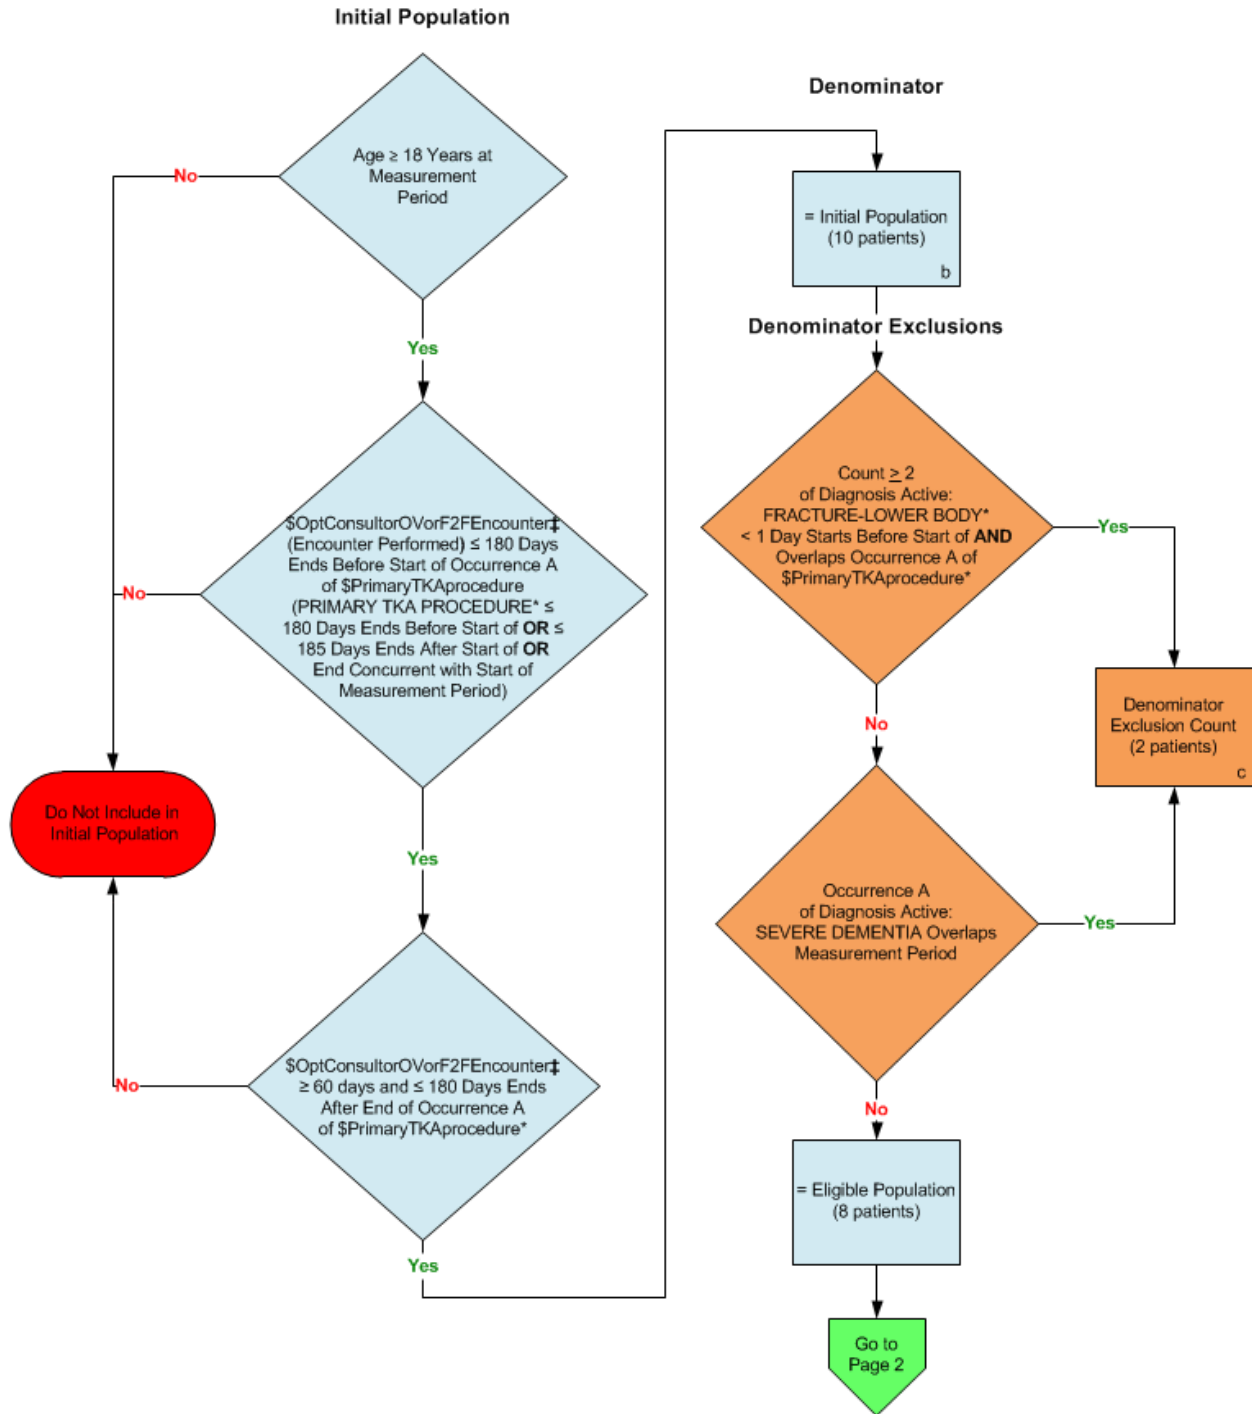 Initial Population
Age ≥ 18 Years at
Measurement
Period
No
Yes
$OptConsultorOVorF2FEncounter‡
(Encounter Performed) ≤ 180 Days
Ends Before Start of Occurrence A
of $PrimaryTKAprocedure
(PRIMARY TKA PROCEDURE* ≤
180 Days Ends Before Start of OR ≤
185 Days Ends After Start of OR
End Concurrent with Start of
Measurement Period)
No
Do Not Include in
Initial Population
Yes
$OptConsultorOVorF2FEncounter‡
≥ 60 days and ≤ 180 Days Ends
After End of Occurrence A
of $PrimaryTKAprocedure*
No
Yes
Denominator
= Initial Population
(10 patients)
b
Denominator Exclusions
Count ≥ 2
of Diagnosis Active:
FRACTURE-LOWER BODY*
< 1 Day Starts Before Start of AND
Overlaps Occurrence A of
$PrimaryTKAprocedure*
Yes
No
Denominator
Exclusion Count
(2 patients)
c
Occurrence A
of Diagnosis Active:
SEVERE DEMENTIA Overlaps
Measurement Period
Yes
No
= Eligible Population
(8 patients)
Go to
Page 2